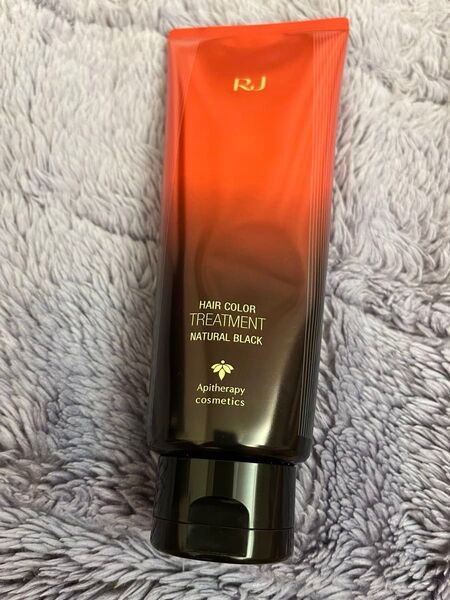 RJ
HAIR COLOR
TREATMENT
NATURAL BLACK
Apitherapy
cosmetics